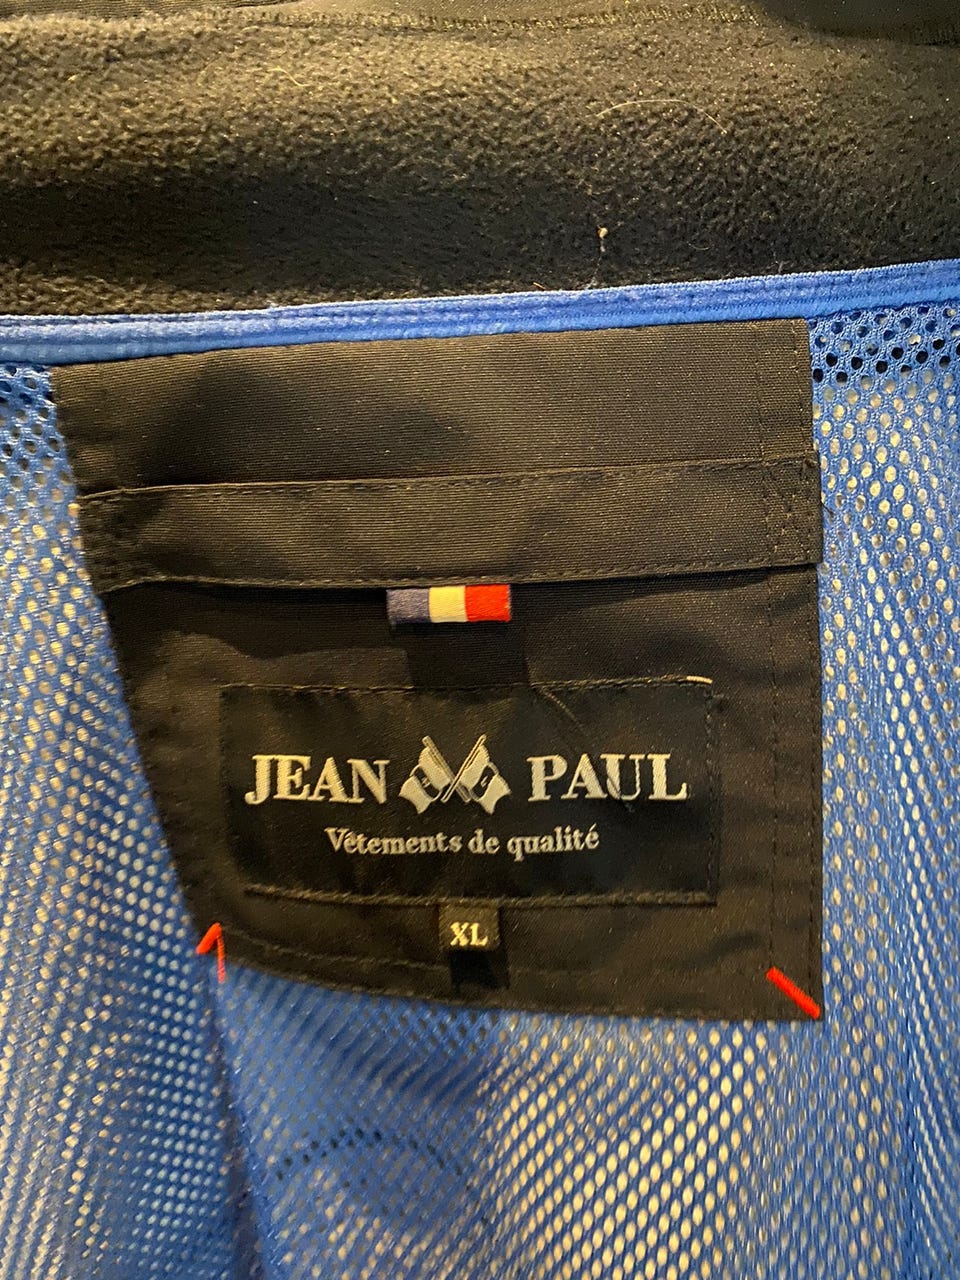 JEAN PAUL
Vêtements de qualité
XL